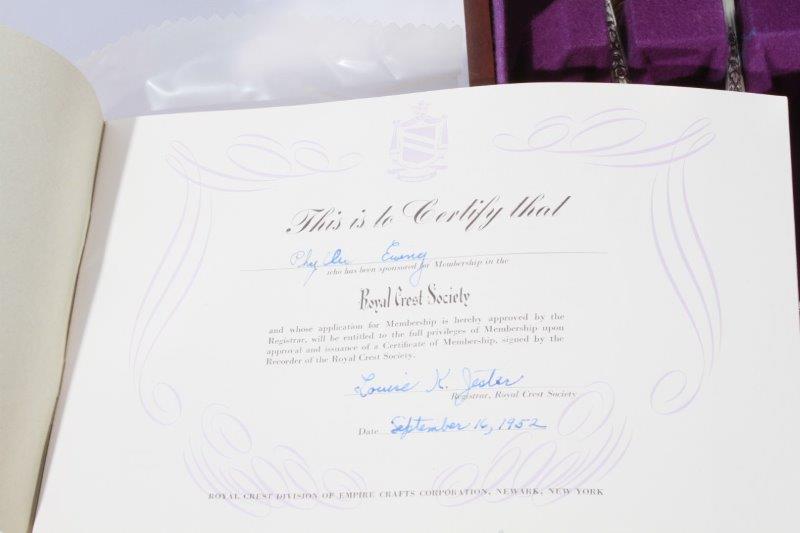 This is to Certify that
Ewing
who has been sponsored for Membership in the
Royal Crest Society
and whose application for Membership is hereby approved by the
Registrar, will be entitled to the full privileges of Membership upon
approval and issuance of a Certificate of Membership, signed by the
Recorder of the Royal Crest Society.
Louise K. Jester
Registrar, Royal Crest Society
Date September 16, 1952
ROYAL CREST DIVISION OF EMPIRE CRAFTS CORPORATION, NEWARK, NEW YORK